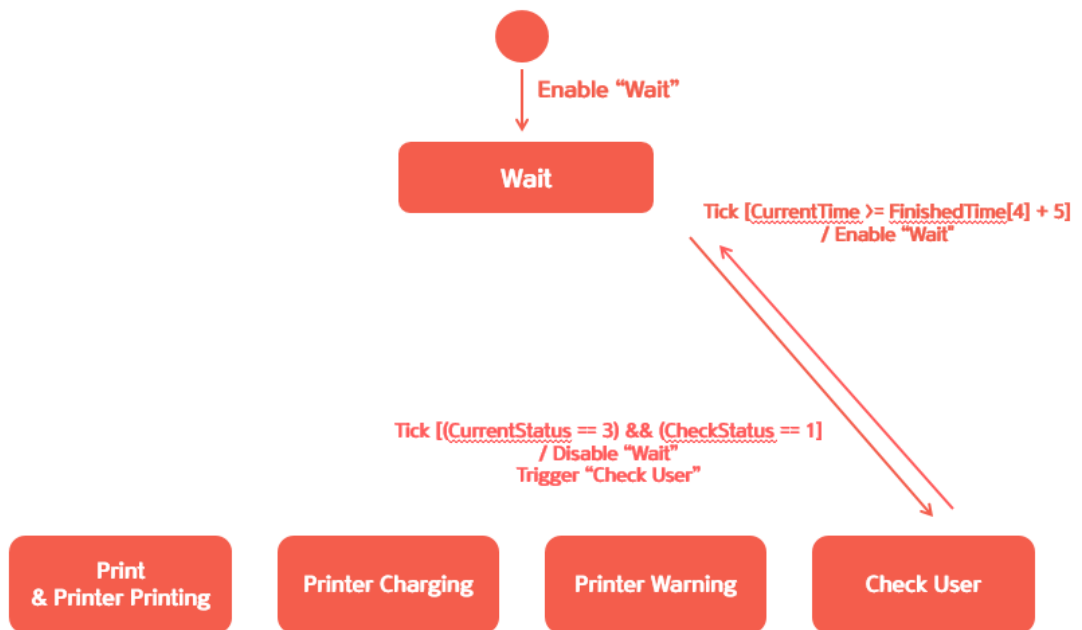 Enable “Wait”
Wait
Tick [CurrentTime >= FinishedTime[4] + 5]
/ Enable “Wait”
Tick [(CurrentStatus == 3) && (CheckStatus == 1]
/ Disable “Wait”
Trigger “Check User”
Print
& Printer Printing
Printer Charging
Printer Warning
Check User